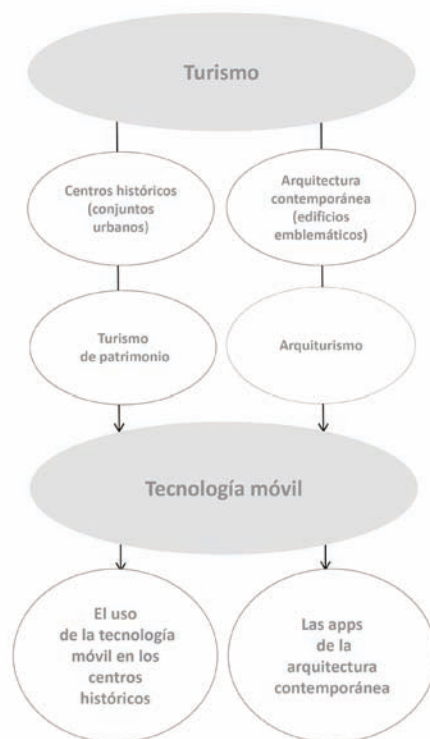 Turismo
Centros históricos
(conjuntos
urbanos)
Arquitectura
contemporánea
(edificios
emblemáticos)
Turismo
de patrimonio
Arquiturismo
Tecnología móvil
El uso
de la tecnología
móvil en los
centros
históricos
Las apps
de la
arquitectura
contemporánea